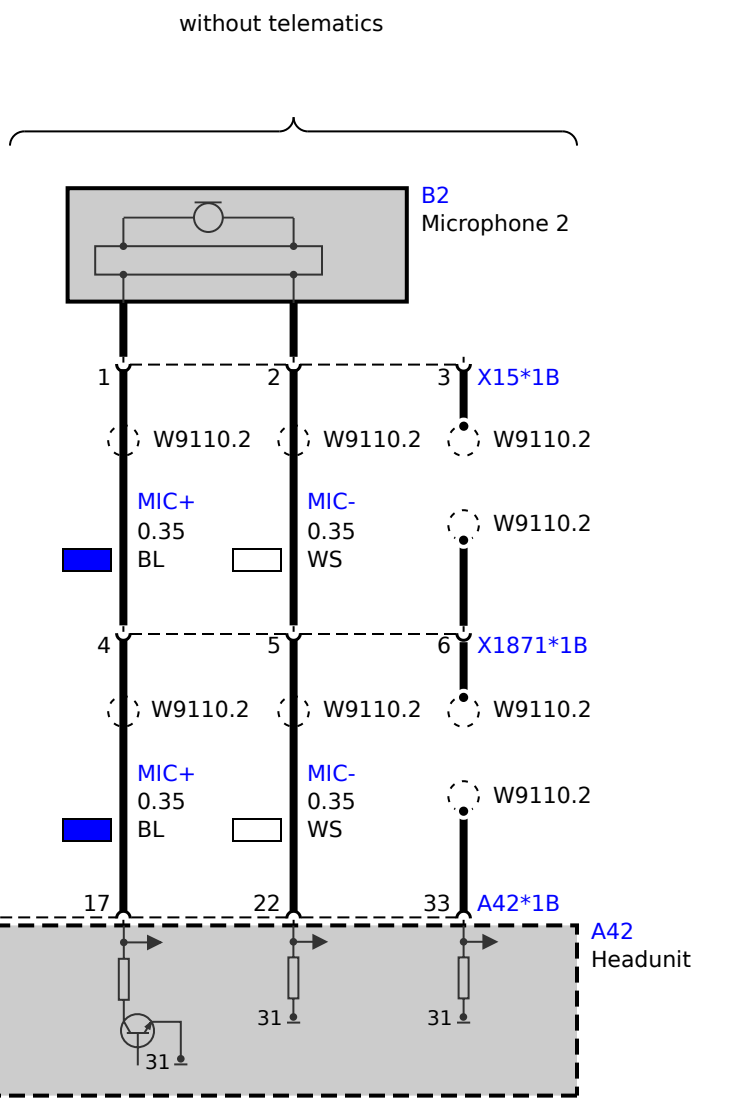 without telematics
B2
Microphone 2
1 2 3 X15*1B
W9110.2 W9110.2 W9110.2
MIC+ MIC-
W9110.2
0.35 0.35
BL WS
4 5 6 X1871*1B
W9110.2 W9110.2 W9110.2
MIC+ MIC-
W9110.2
0.35 0.35
BL WS
17 22 33 A42*1B
A42
Headunit
31 31
31